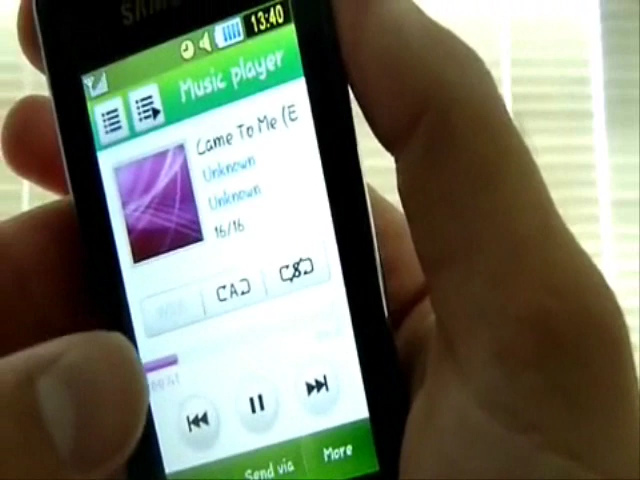 13:40
Music player
Came To Me (E
Unknown
Unknown
16/16
A
Send via
More